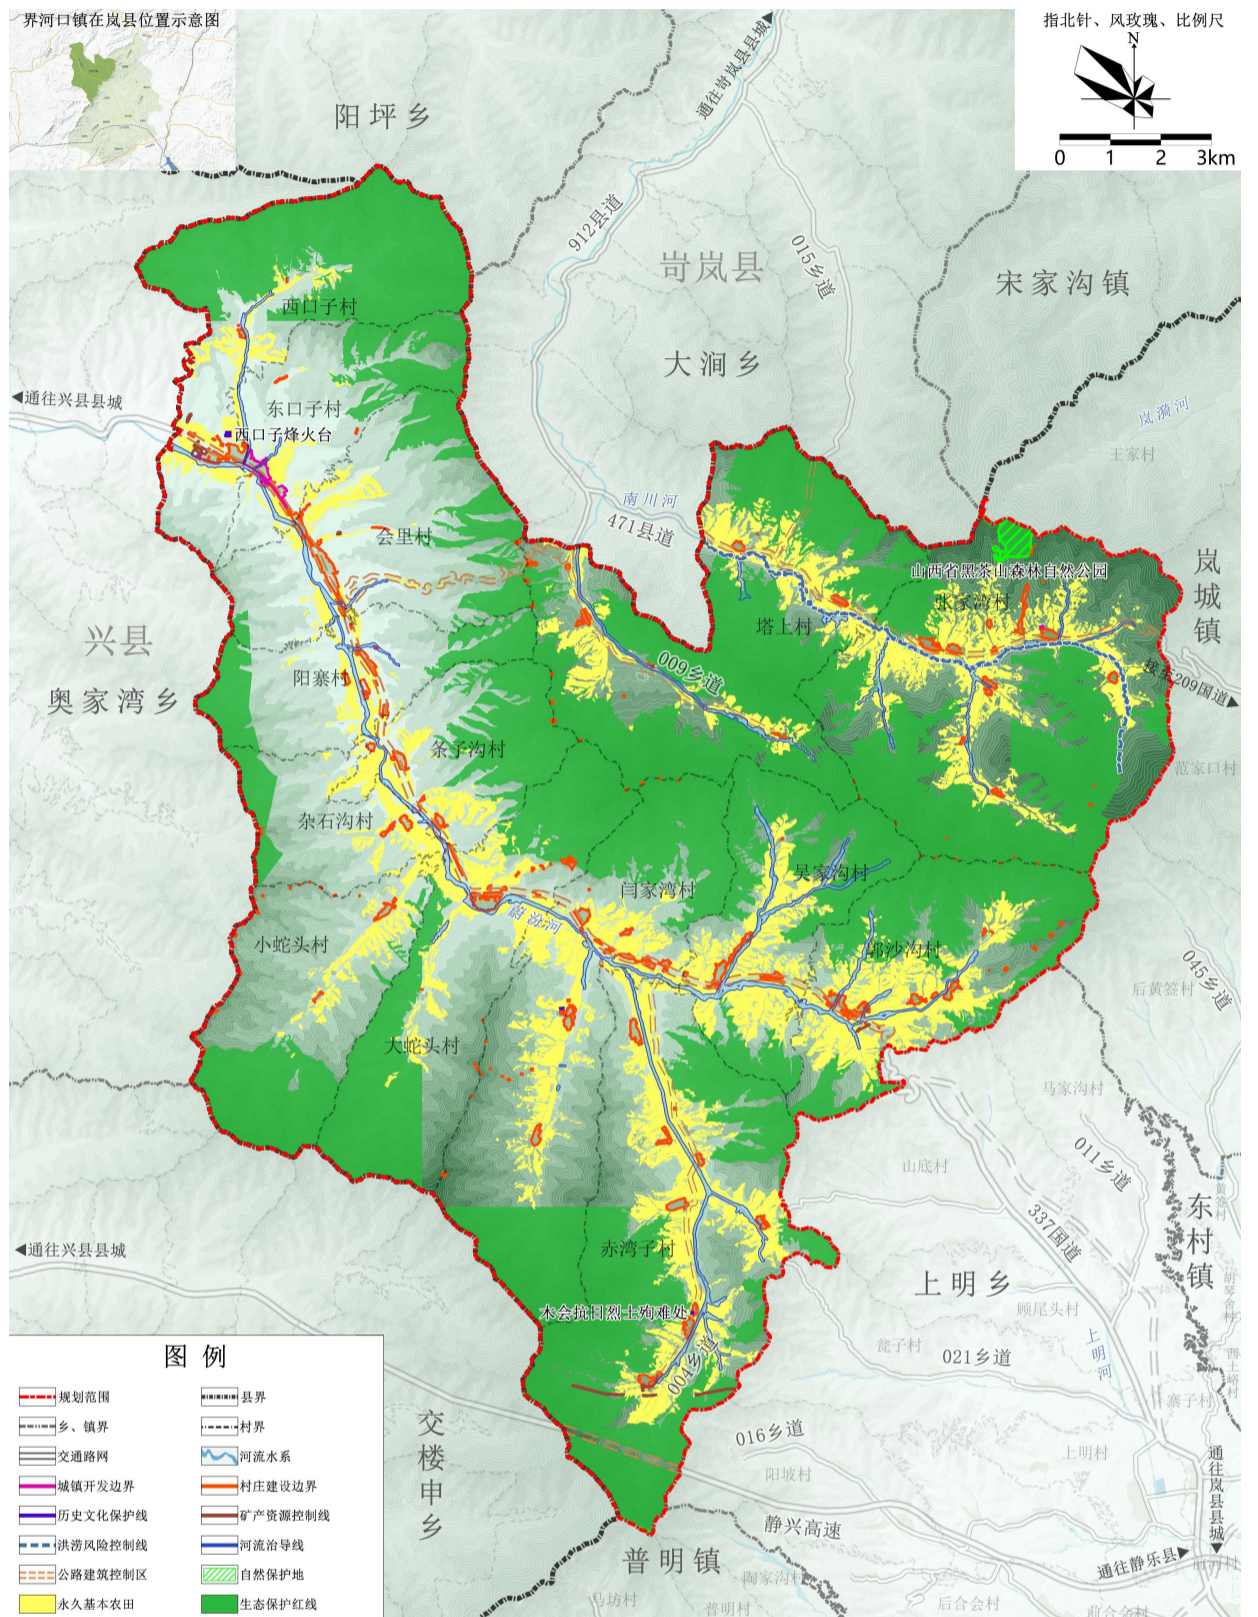 界河口镇在岚县位置示意图
指北针、风玫瑰、比例尺
N
0 1 2 3km
通往岢岚县县城
阳坪乡
912县道
015乡道
岢岚县
宋家沟镇
大涧乡
西口子村
通往兴县县城
东口子村
西口子烽火台
岚漪河
王家村
南川河
471县道
会里村
山西省黑茶山森林自然公园
张家湾村
塔上村
岚城镇
兴县
奥家湾乡
009乡道
接至209国道
阳寨村
条子沟村
范家口村
杂石沟村
吴家沟村
闫家湾村
蔚汾河
小蛇头村
郭沙沟村
045乡道
后黄签村
大蛇头村
马家沟村
011乡道
山底村
黄签村
东村镇
337国道
通往兴县县城
赤湾子村
上明乡
木会抗日烈士殉难处
顾尾头村
胡琴舍村
瓮子村
021乡道
上明河
西土峪村
004乡道
寨子村
交楼申乡
016乡道
上明村
阳坡村
通往岚县县城
静兴高速
普明镇
通往静乐县
陶家沟村
马坊村
普明村
后合会村
前合会村
图例
规划范围
县界
乡、镇界
村界
交通路网
河流水系
城镇开发边界
村庄建设边界
历史文化保护线
矿产资源控制线
洪涝风险控制线
河流治导线
公路建筑控制区
自然保护地
永久基本农田
生态保护红线